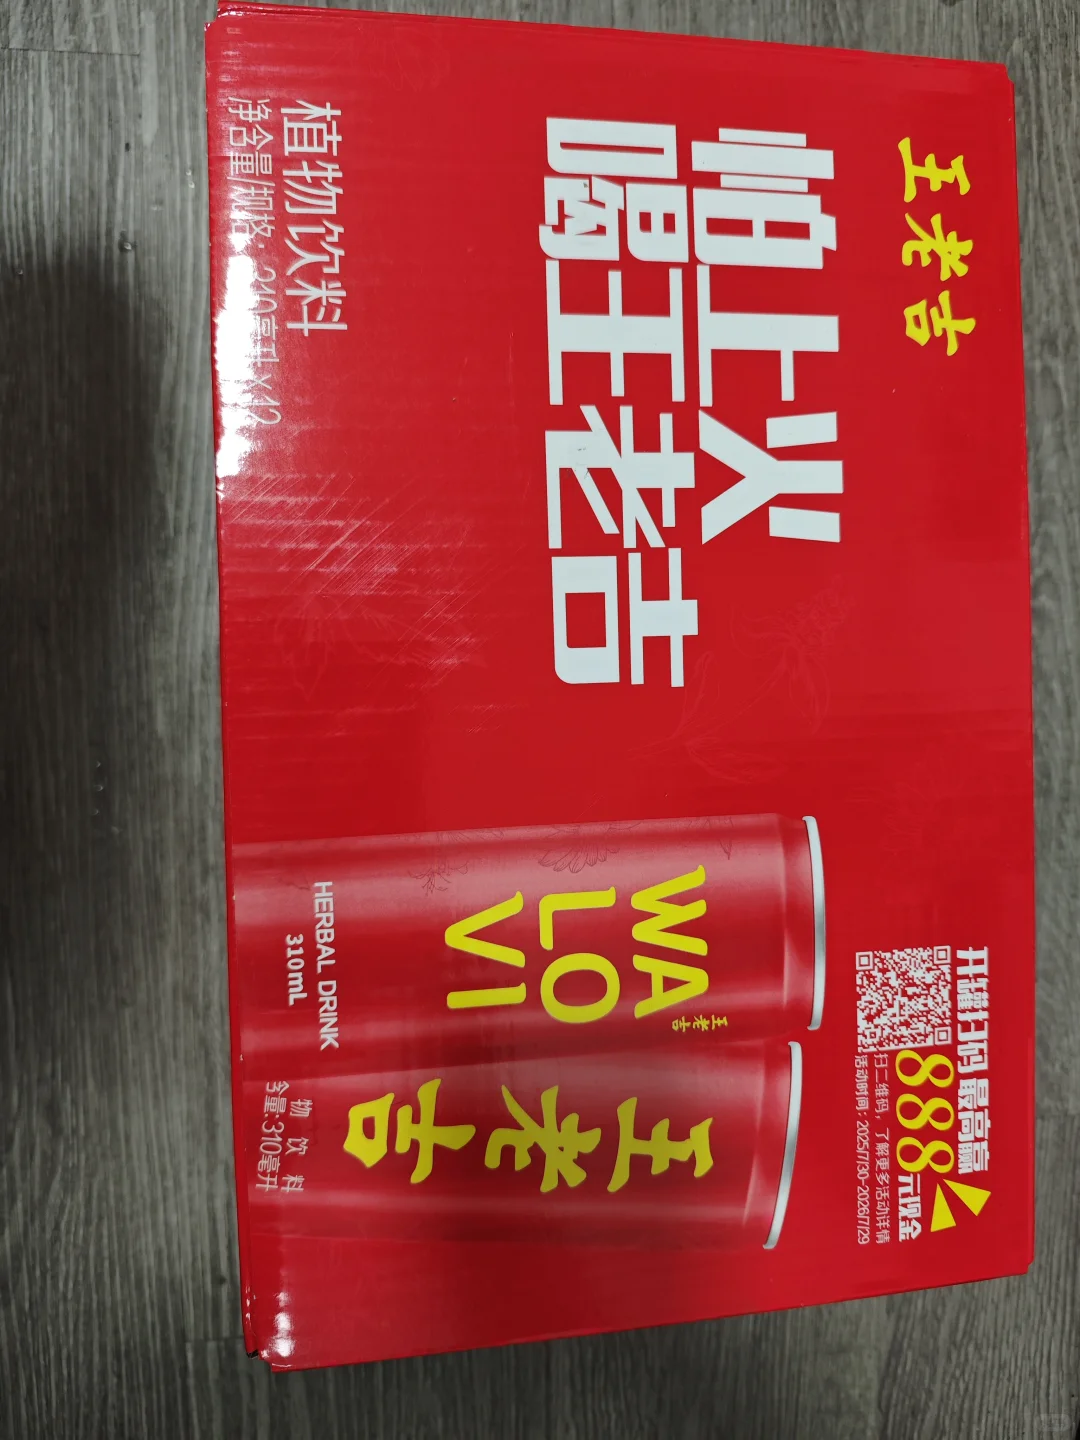 王老吉
怕上火
喝王老吉
植物饮料
净含量/规格：310毫升×12
开罐扫码 最高赢
888元现金
扫二维码，了解更多活动详情
活动时间：2025/7/30-2026/7/29
WA
LO
VI
王老吉
HERBAL DRINK
310mL
王老吉
物饮料
含量:310毫升